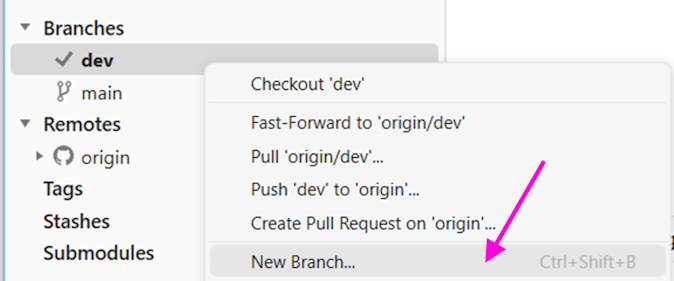 Branches
dev
main
Remotes
origin
Tags
Stashes
Submodules
Checkout 'dev'
Fast-Forward to 'origin/dev'
Pull 'origin/dev'...
Push 'dev' to 'origin'...
Create Pull Request on 'origin'...
New Branch... Ctrl+Shift+B